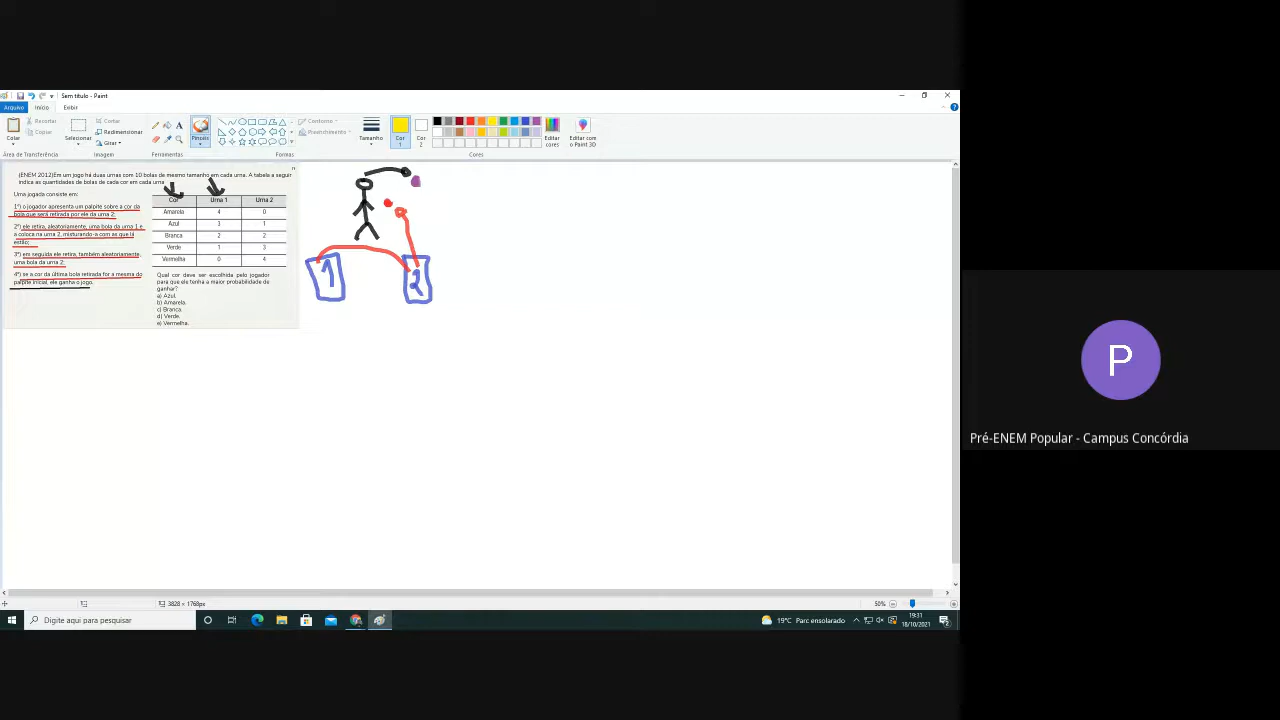 Sem título - Paint
Arquivo Início Exibir
Colar
Recortar
Copiar
Área de Transferência
Selecionar
Cortar
Redimensionar
Girar
Imagem
Ferramentas
Pincéis
Formas
Contorno
Preenchimento
Tamanho
Cor 1
Cor 2
Cores
Editar cores
Editar com o Paint 3D
(ENEM 2012)Em um jogo há duas urnas com 10 bolas de mesmo tamanho em cada urna. A tabela a seguir
indica as quantidades de bolas de cada cor em cada urna
Uma jogada consiste em:
1º) o jogador apresenta um palpite sobre a cor da
bola que será retirada por ele da urna 2;
2º) ele retira, aleatoriamente, uma bola da urna 1 e
a coloca na urna 2, misturando-a com as que lá
estão;
3º) em seguida ele retira, também aleatoriamente,
uma bola da urna 2;
4º) se a cor da última bola retirada for a mesma do
palpite inicial, ele ganha o jogo.
Cor Urna 1 Urna 2
Amarela 4 0
Azul 3 1
Branca 2 2
Verde 1 3
Vermelha 0 4
Qual cor deve ser escolhida pelo jogador
para que ele tenha a maior probabilidade de
ganhar?
a) Azul.
b) Amarela.
c) Branca.
d) Verde.
e) Vermelha.
1
2
P
Pré-ENEM Popular - Campus Concórdia
3828 × 1768px
50%
Digite aqui para pesquisar
19°C Parc ensolarado
19:31
18/10/2021